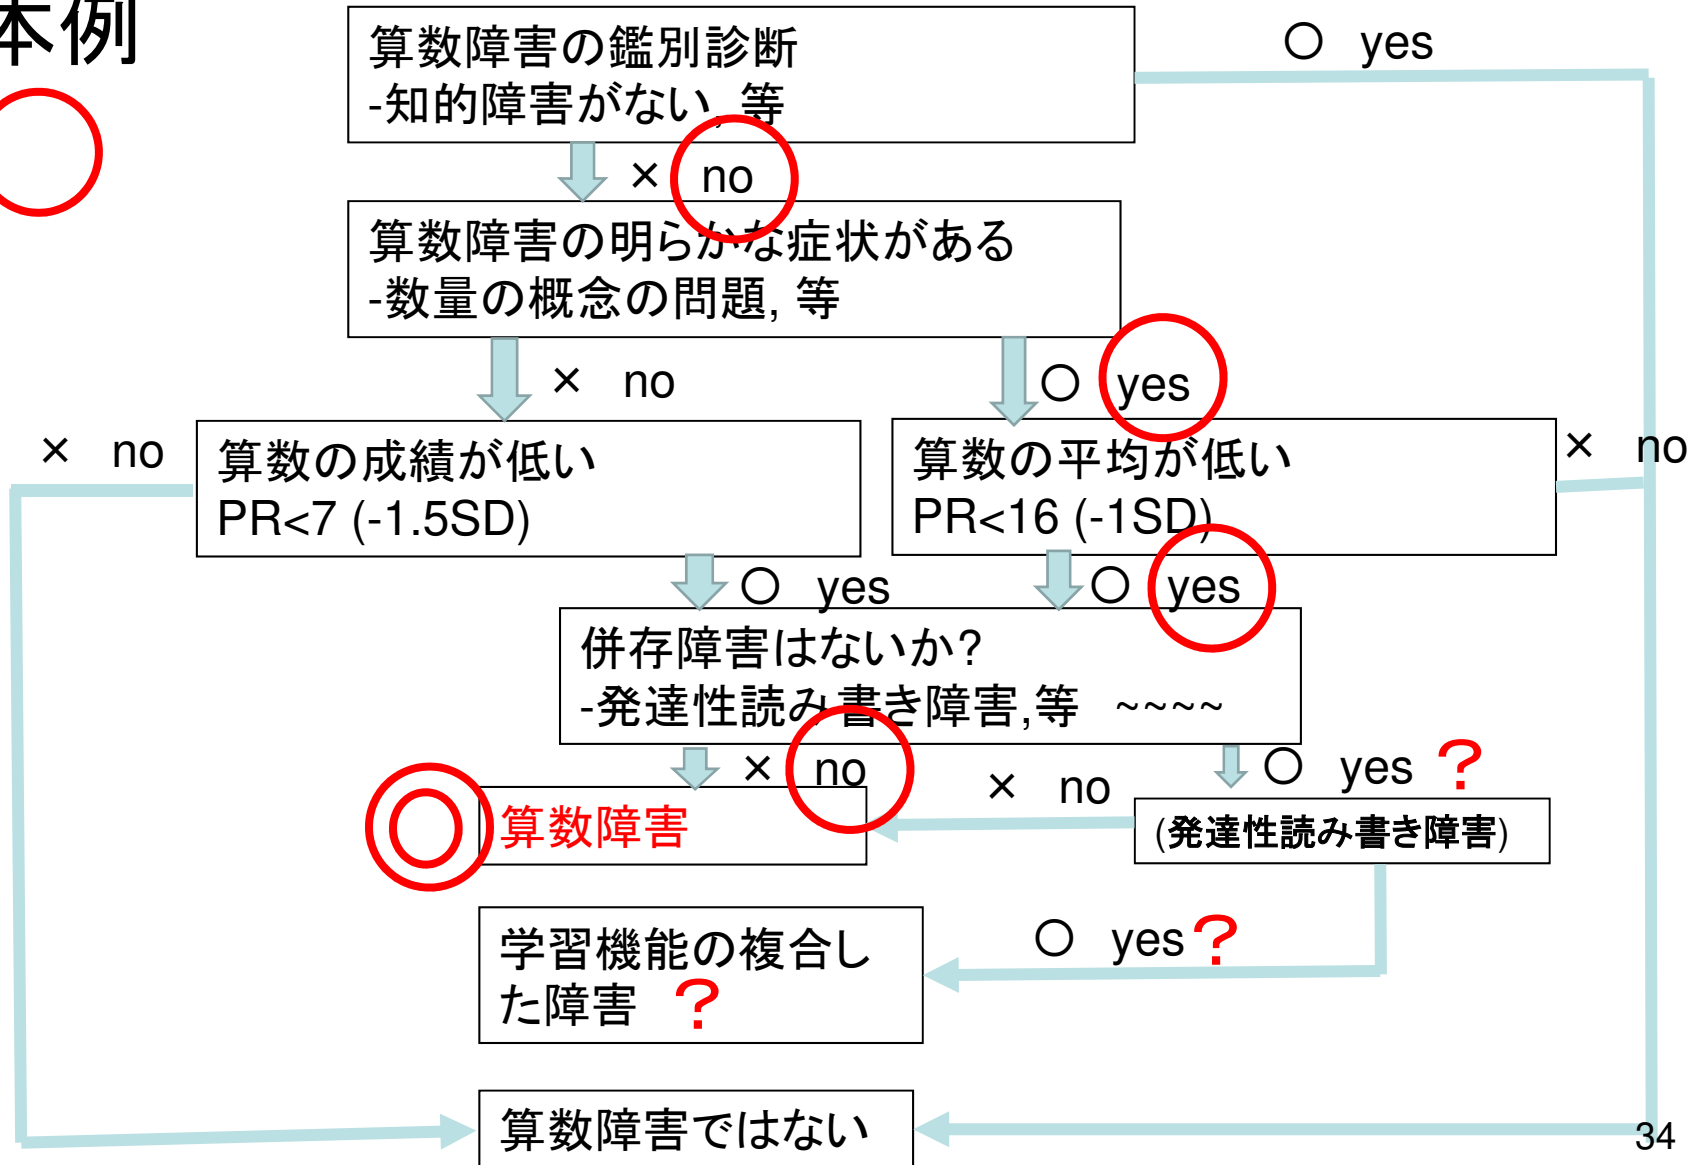 本例
算数障害の鑑別診断
-知的障害がない, 等
○ yes
× no
算数障害の明らかな症状がある
-数量の概念の問題, 等
× no
○ yes
× no
算数の成績が低い
PR<7 (-1.5SD)
算数の平均が低い
PR<16 (-1SD)
× no
○ yes
○ yes
併存障害はないか?
-発達性読み書き障害,等 ~~~~
× no
× no
○ yes ?
算数障害
(発達性読み書き障害)
学習機能の複合し
た障害 ?
○ yes ?
算数障害ではない
34